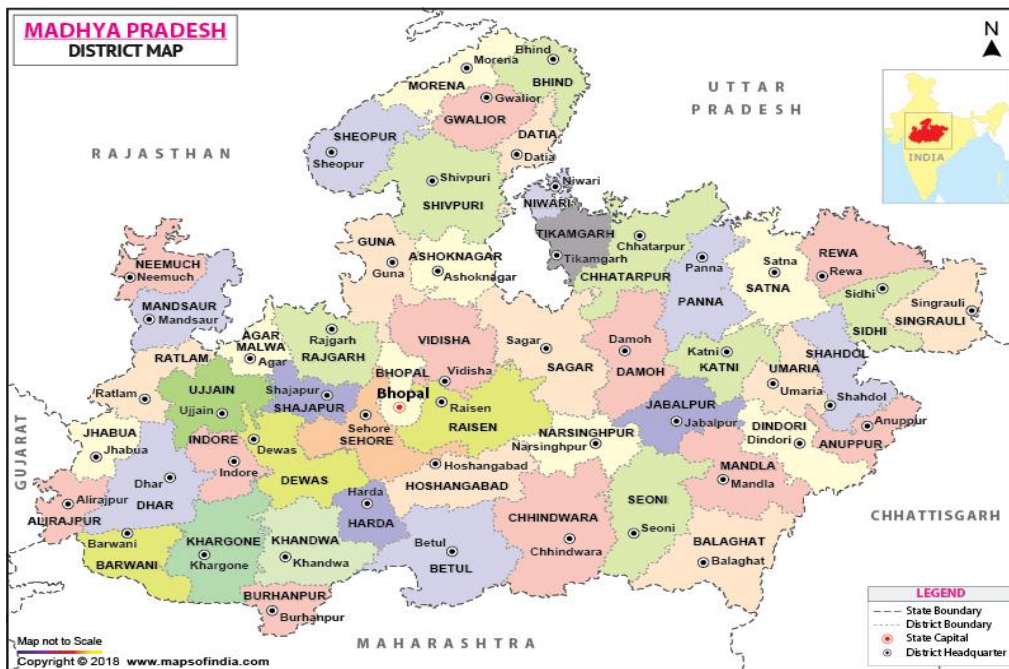 MADHYA PRADESH
DISTRICT MAP
N
INDIA
RAJASTHAN
UTTAR
PRADESH
GUJARAT
CHHATTISGARH
MAHARASHTRA
Morena
MORENA
Bhind
BHIND
Gwalior
GWALIOR
SHEOPUR
Sheopur
DATIA
Datia
Shivpuri
SHIVPURI
Niwari
NIWARI
TIKAMGARH
Tikamgarh
Chhatarpur
CHHATARPUR
GUNA
Guna
ASHOKNAGAR
Ashoknagar
Panna
PANNA
Satna
SATNA
REWA
Rewa
Sidhi
SIDHI
Singrauli
SINGRAULI
NEEMUCH
Neemuch
MANDSAUR
Mandsaur
RATLAM
Ratlam
AGAR
MALWA
Agar
Rajgarh
RAJGARH
VIDISHA
Vidisha
Sagar
SAGAR
Damoh
DAMOH
Katni
KATNI
UMARIA
Umaria
SHAHDOL
Shahdol
UJJAIN
Ujjain
Shajapur
SHAJAPUR
BHOPAL
Bhopal
Sehore
SEHORE
Raisen
RAISEN
JABALPUR
Jabalpur
DINDORI
Dindori
Anuppur
ANUPPUR
JHABUA
Jhabua
INDORE
Indore
Dewas
DEWAS
NARSINGHPUR
Narsinghpur
MANDLA
Mandla
Alirajpur
ALIRAJPUR
Dhar
DHAR
Harda
HARDA
Hoshangabad
HOSHANGABAD
CHHINDWARA
Chhindwara
SEONI
Seoni
BALAGHAT
Balaghat
Barwani
BARWANI
KHARGONE
Khargone
KHANDWA
Khandwa
Betul
BETUL
BURHANPUR
Burhanpur
LEGEND
State Boundary
District Boundary
State Capital
District Headquarter
Map not to Scale
Copyright © 2018 www.mapsofindia.com